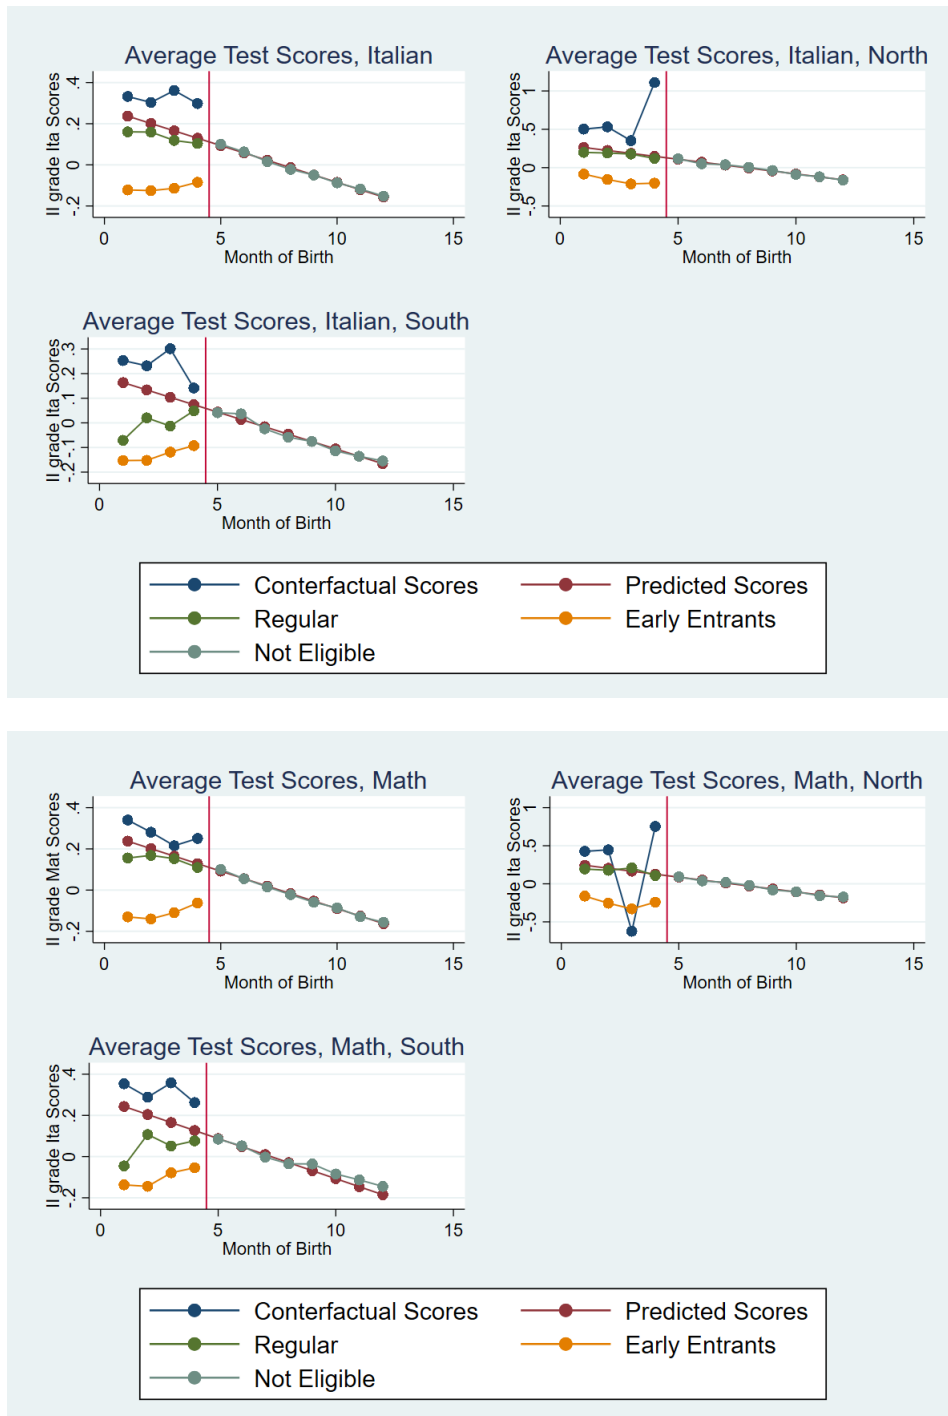 Average Test Scores, Italian
II grade Ita Scores
-.2 0 .2 .4
0 5 10 15
Month of Birth
Average Test Scores, Italian, North
II grade Ita Scores
-.5 0 .5 1
0 5 10 15
Month of Birth
Average Test Scores, Italian, South
II grade Ita Scores
-.2 -.1 0 .1 .2 .3
0 5 10 15
Month of Birth
Conterfactual Scores Predicted Scores
Regular Early Entrants
Not Eligible
Average Test Scores, Math
II grade Mat Scores
-.2 0 .2 .4
0 5 10 15
Month of Birth
Average Test Scores, Math, North
II grade Ita Scores
-.5 0 .5 1
0 5 10 15
Month of Birth
Average Test Scores, Math, South
II grade Ita Scores
-.2 0 .2 .4
0 5 10 15
Month of Birth
Conterfactual Scores Predicted Scores
Regular Early Entrants
Not Eligible